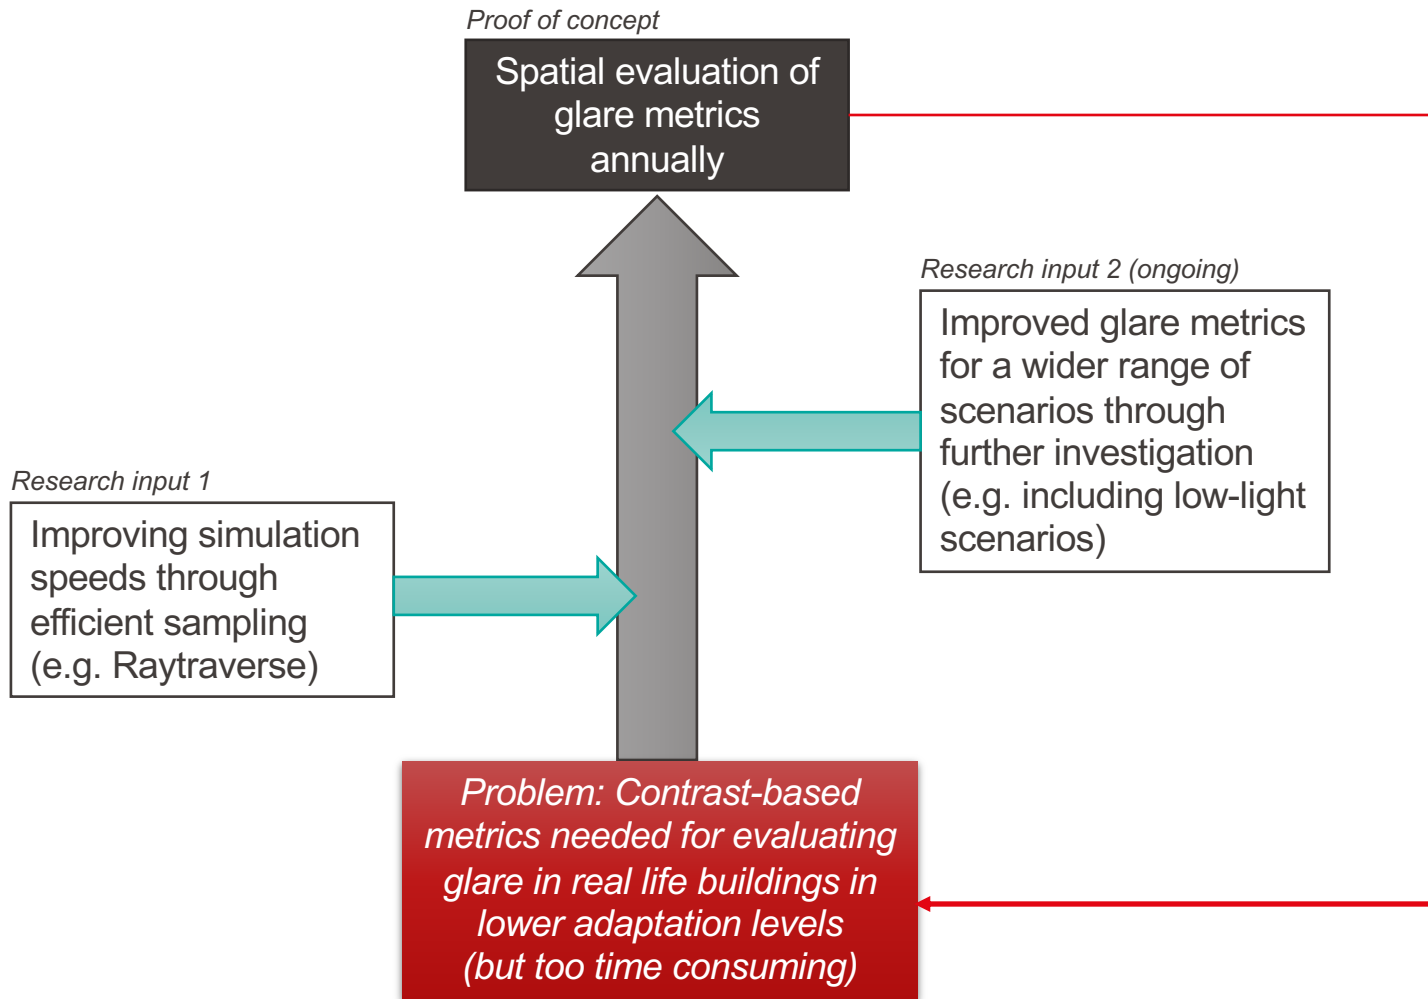 Proof of concept
Spatial evaluation of
glare metrics
annually
Research input 2 (ongoing)
Improved glare metrics
for a wider range of
scenarios through
further investigation
(e.g. including low-light
scenarios)
Research input 1
Improving simulation
speeds through
efficient sampling
(e.g. Raytraverse)
Problem: Contrast-based
metrics needed for evaluating
glare in real life buildings in
lower adaptation levels
(but too time consuming)